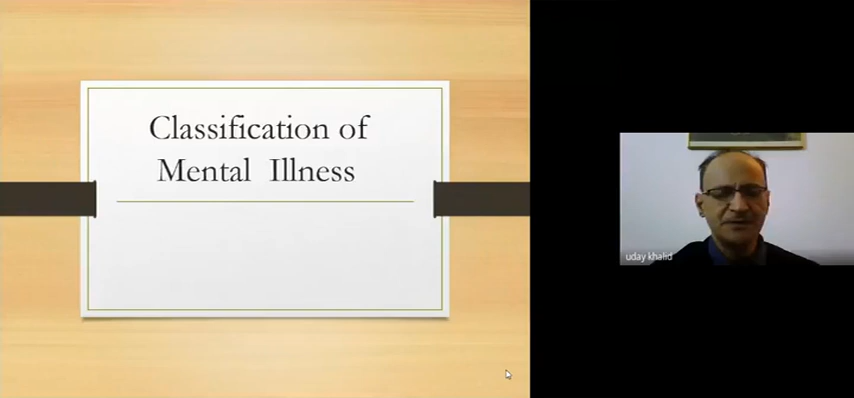 Classification of
Mental Illness
uday khalid